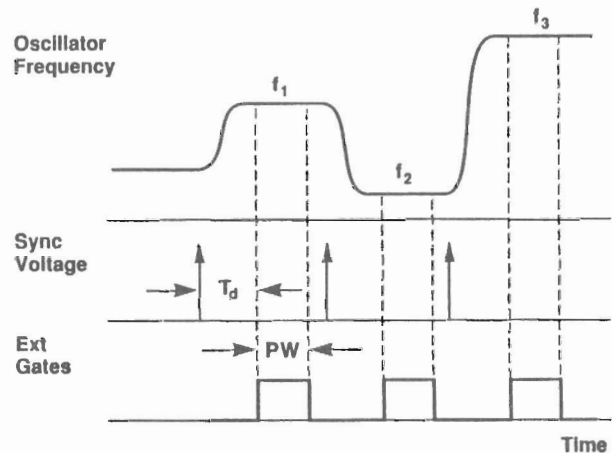 Oscillator
Frequency
f1
f2
f3
Sync
Voltage
Td
Ext
Gates
PW
Time